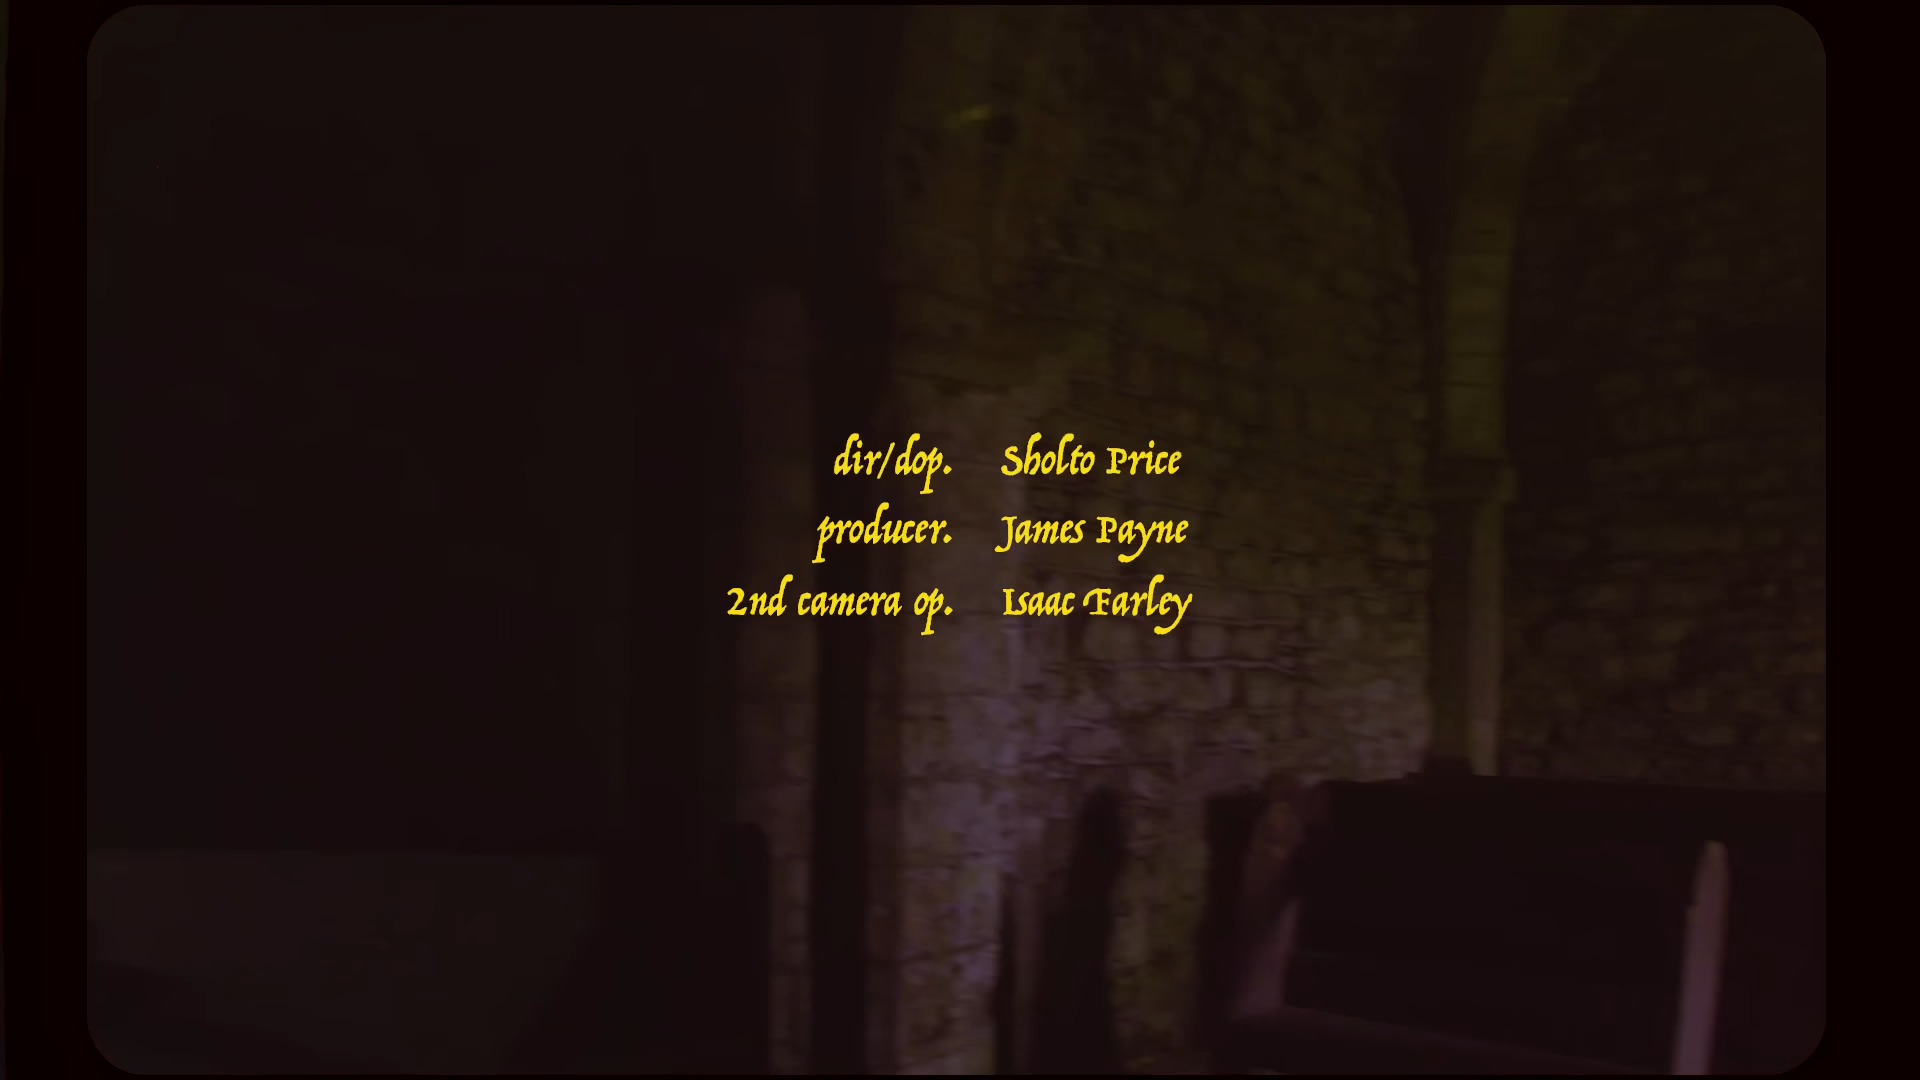 dir/dop. Sholto Price
producer. James Payne
2nd camera op. Isaac Farley